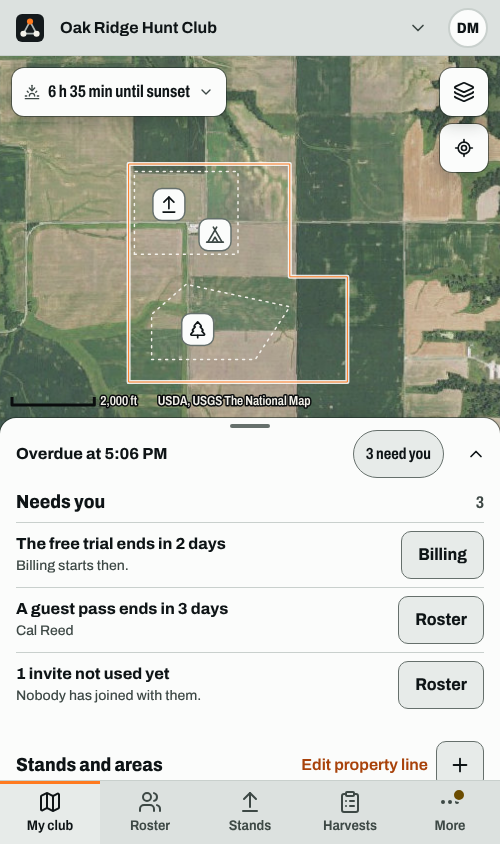 Oak Ridge Hunt Club
DM
6 h 35 min until sunset
2,000 ft
USDA, USGS The National Map
Overdue at 5:06 PM
3 need you
Needs you
3
The free trial ends in 2 days
Billing starts then.
Billing
A guest pass ends in 3 days
Cal Reed
Roster
1 invite not used yet
Nobody has joined with them.
Roster
Stands and areas
Edit property line
My club
Roster
Stands
Harvests
More